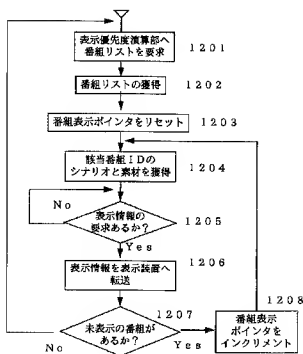 表示優先度演算部へ
番組リストを要求
1201
番組リストの獲得
1202
番組表示ポインタをリセット
1203
該当番組IDの
シナリオと素材を獲得
1204
No
表示情報の
要求あるか?
1205
Yes
1206
表示情報を表示装置へ
転送
1207
未表示の番組が
あるか?
No
Yes
1208
番組表示
ポインタを
インクリメント